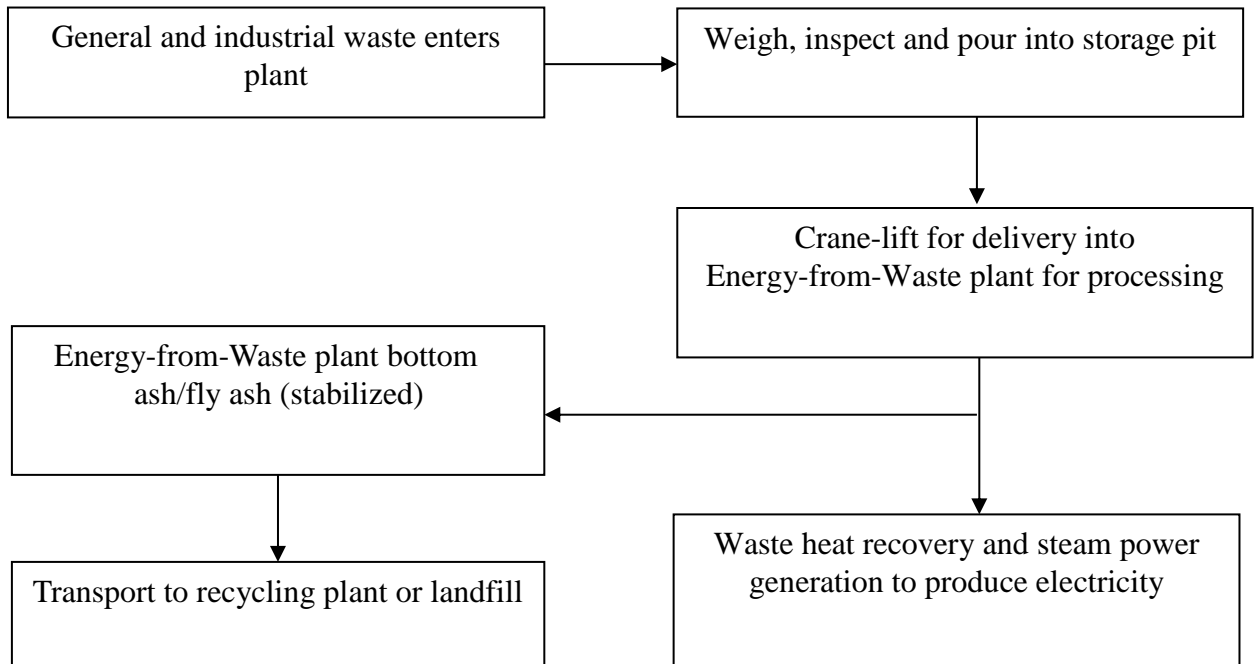 General and industrial waste enters
plant
Weigh, inspect and pour into storage pit
Crane-lift for delivery into
Energy-from-Waste plant for processing
Energy-from-Waste plant bottom
ash/fly ash (stabilized)
Waste heat recovery and steam power
generation to produce electricity
Transport to recycling plant or landfill